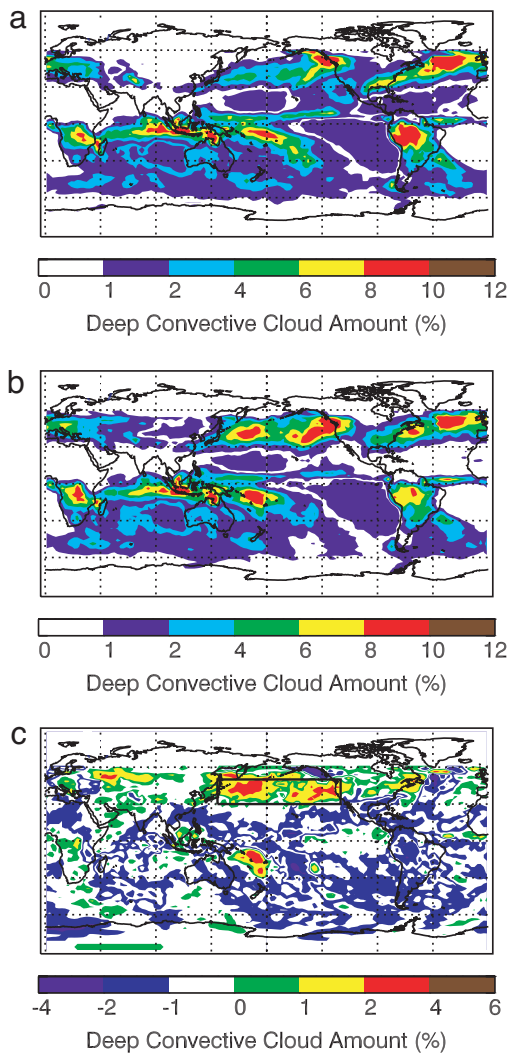 a
0 1 2 4 6 8 10 12
Deep Convective Cloud Amount (%)
b
0 1 2 4 6 8 10 12
Deep Convective Cloud Amount (%)
c
-4 -2 -1 0 1 2 4 6
Deep Convective Cloud Amount (%)